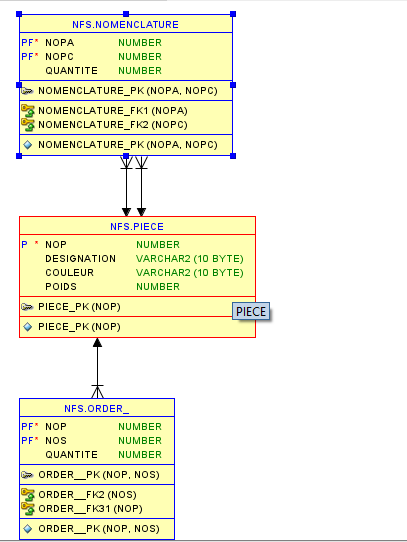 NFS.NOMENCLATURE
PF* NOPA NUMBER
PF* NOPC NUMBER
QUANTITE NUMBER
NOMENCLATURE_PK (NOPA, NOPC)
NOMENCLATURE_FK1 (NOPA)
NOMENCLATURE_FK2 (NOPC)
NOMENCLATURE_PK (NOPA, NOPC)
NFS.PIECE
P * NOP NUMBER
DESIGNATION VARCHAR2 (10 BYTE)
COULEUR VARCHAR2 (10 BYTE)
POIDS NUMBER
PIECE_PK (NOP)
PIECE
PIECE_PK (NOP)
NFS.ORDER_
PF* NOP NUMBER
PF* NOS NUMBER
QUANTITE NUMBER
ORDER__PK (NOP, NOS)
ORDER__FK2 (NOS)
ORDER__FK31 (NOP)
ORDER__PK (NOP, NOS)